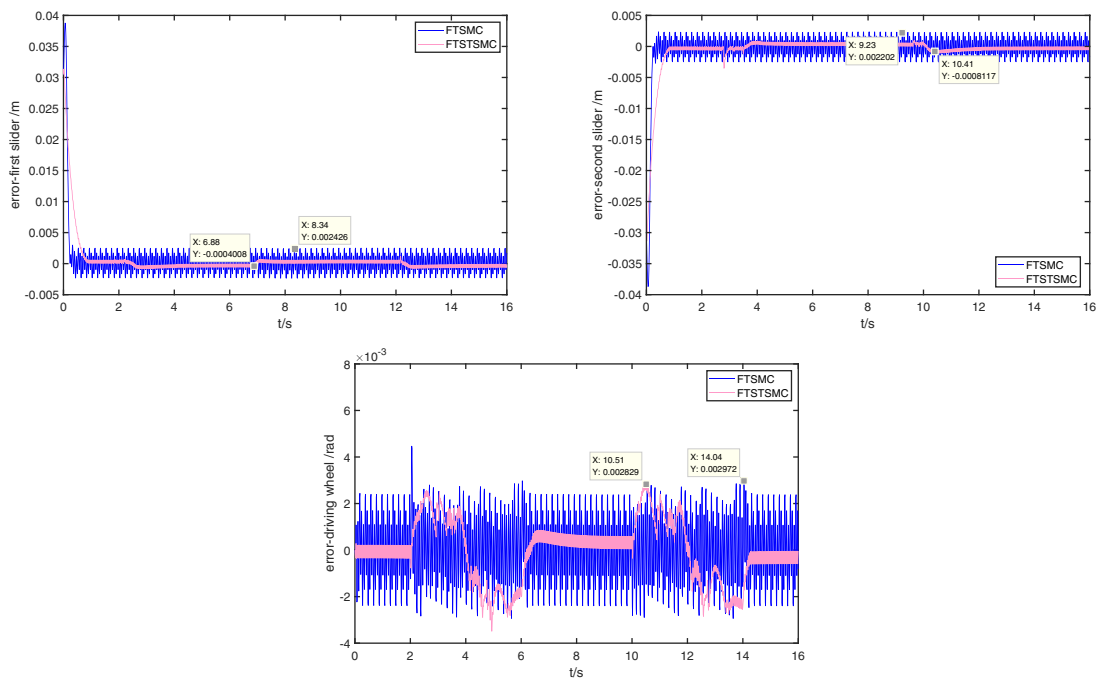 0.04
0.035
0.03
0.025
0.02
0.015
0.01
0.005
0
-0.005
error-first slider /m
FTSMC
FTSTSMC
X: 6.88
Y: -0.0004008
X: 8.34
Y: 0.002426
0 2 4 6 8 10 12 14 16
t/s
0.005
0
-0.005
-0.01
-0.015
-0.02
-0.025
-0.03
-0.035
-0.04
error-second slider /m
X: 9.23
Y: 0.002202
X: 10.41
Y: -0.0008117
FTSMC
FTSTSMC
0 2 4 6 8 10 12 14 16
t/s
×10⁻³
8
6
4
2
0
-2
-4
error-driving wheel /rad
FTSMC
FTSTSMC
X: 10.51
Y: 0.002829
X: 14.04
Y: 0.002972
0 2 4 6 8 10 12 14 16
t/s